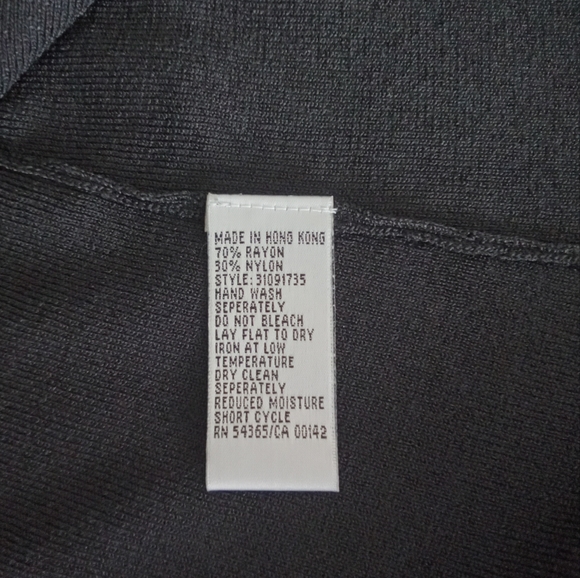 MADE IN HONG KONG
70% RAYON
30% NYLON
STYLE: 31091735
HAND WASH
SEPERATELY
DO NOT BLEACH
LAY FLAT TO DRY
IRON AT LOW
TEMPERATURE
DRY CLEAN
SEPERATELY
REDUCED MOISTURE
SHORT CYCLE
RN 54365/CA 00142